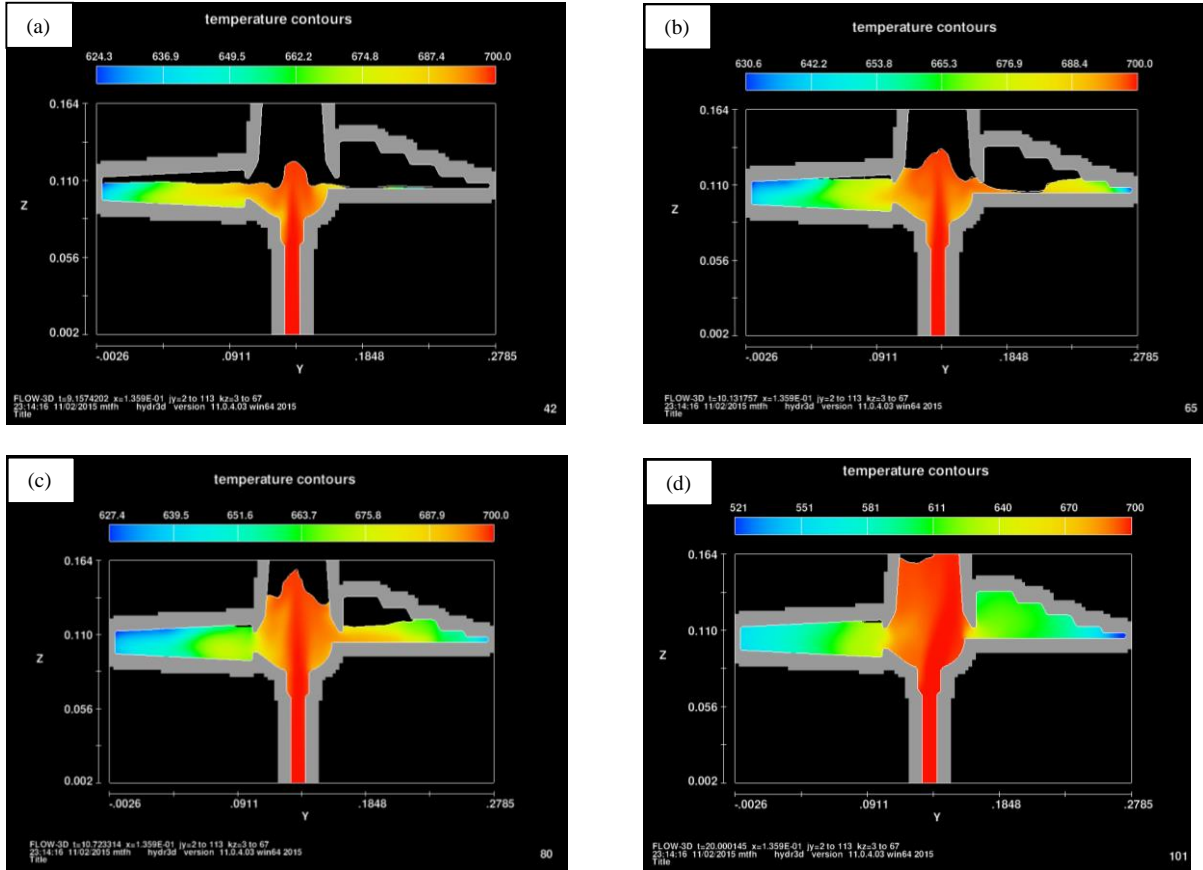 (a)
temperature contours
624.3 636.9 649.5 662.2 674.8 687.4 700.0
0.164
0.110
Z
0.056
0.002
-.0026 .0911 .1848 .2785
Y
FLOW-3D t=9.1574202 x=1.359E-01 jy=2 to 113 kz=3 to 67
23:14:16 11/02/2015 mtfh hydr3d version 11.0.4.03 win64 2015
Title
42
(b)
temperature contours
630.6 642.2 653.8 665.3 676.9 688.4 700.0
0.164
0.110
Z
0.056
0.002
-.0026 .0911 .1848 .2785
Y
FLOW-3D t=10.131757 x=1.359E-01 jy=2 to 113 kz=3 to 67
23:14:16 11/02/2015 mtfh hydr3d version 11.0.4.03 win64 2015
Title
65
(c)
temperature contours
627.4 639.5 651.6 663.7 675.8 687.9 700.0
0.164
0.110
Z
0.056
0.002
-.0026 .0911 .1848 .2785
Y
FLOW-3D t=10.723314 x=1.359E-01 jy=2 to 113 kz=3 to 67
23:14:16 11/02/2015 mtfh hydr3d version 11.0.4.03 win64 2015
Title
80
(d)
temperature contours
521 551 581 611 640 670 700
0.164
0.110
Z
0.056
0.002
-.0026 .0911 .1848 .2785
Y
FLOW-3D t=20.000145 x=1.359E-01 jy=2 to 113 kz=3 to 67
23:14:16 11/02/2015 mtfh hydr3d version 11.0.4.03 win64 2015
Title
101